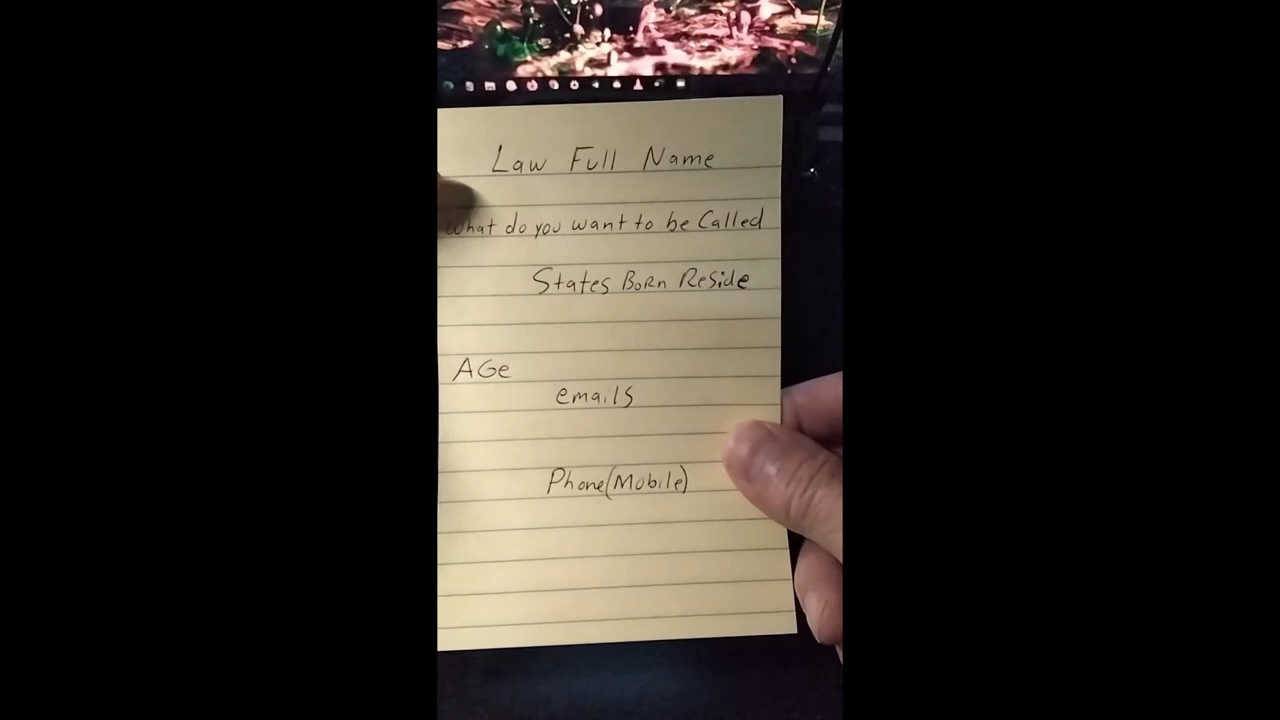 Law Full Name
What do you want to be Called
States Born Reside
AGe
emails
Phone(Mobile)